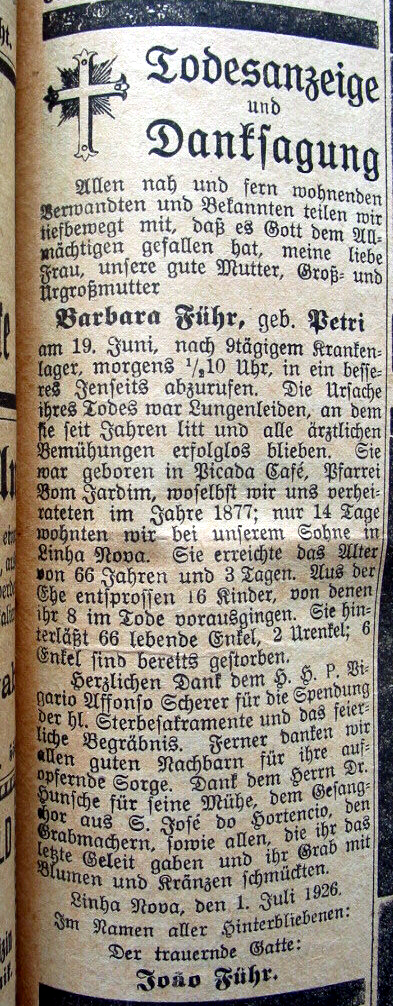 Todesanzeige
und
Danksagung
Allen nah und fern wohnenden
Verwandten und Bekannten teilen wir
tiefbewegt mit, daß es Gott dem All-
mächtigen gefallen hat, meine liebe
Frau, unsere gute Mutter, Groß- und
Urgroßmutter
Barbara Führ, geb. Petri
am 19. Juni, nach 9tägigem Kranken-
lager, morgens ½10 Uhr, in ein besse-
res Jenseits abzurufen. Die Ursache
ihres Todes war Lungenleiden, an dem
sie seit Jahren litt und alle ärztlichen
Bemühungen erfolglos blieben. Sie
war geboren in Picada Café, Pfarrei
Bom Jardim, woselbst wir uns verhei-
rateten im Jahre 1877; nur 14 Tage
wohnten wir bei unserem Sohne in
Linha Nova. Sie erreichte das Alter
von 66 Jahren und 3 Tagen. Aus der
Ehe entsprossen 16 Kinder, von denen
ihr 8 im Tode vorausgingen. Sie hin-
terläßt 66 lebende Enkel, 2 Urenkel; 6
Enkel sind bereits gestorben.
Herzlichen Dank dem H. H. P. Vi-
gario Affonso Scherer für die Spendung
der hl. Sterbesakramente und das feier-
liche Begräbnis. Ferner danken wir
allen guten Nachbarn für ihre auf-
opfernde Sorge. Dank dem Herrn Dr.
Hunsche für seine Mühe, dem Gesang-
chor aus S. José do Hortencio, den
Grabmachern, sowie allen, die ihr das
letzte Geleit gaben und ihr Grab mit
Blumen und Kränzen schmückten.
Linha Nova, den 1. Juli 1926.
Im Namen aller Hinterbliebenen:
Der trauernde Gatte:
João Führ.